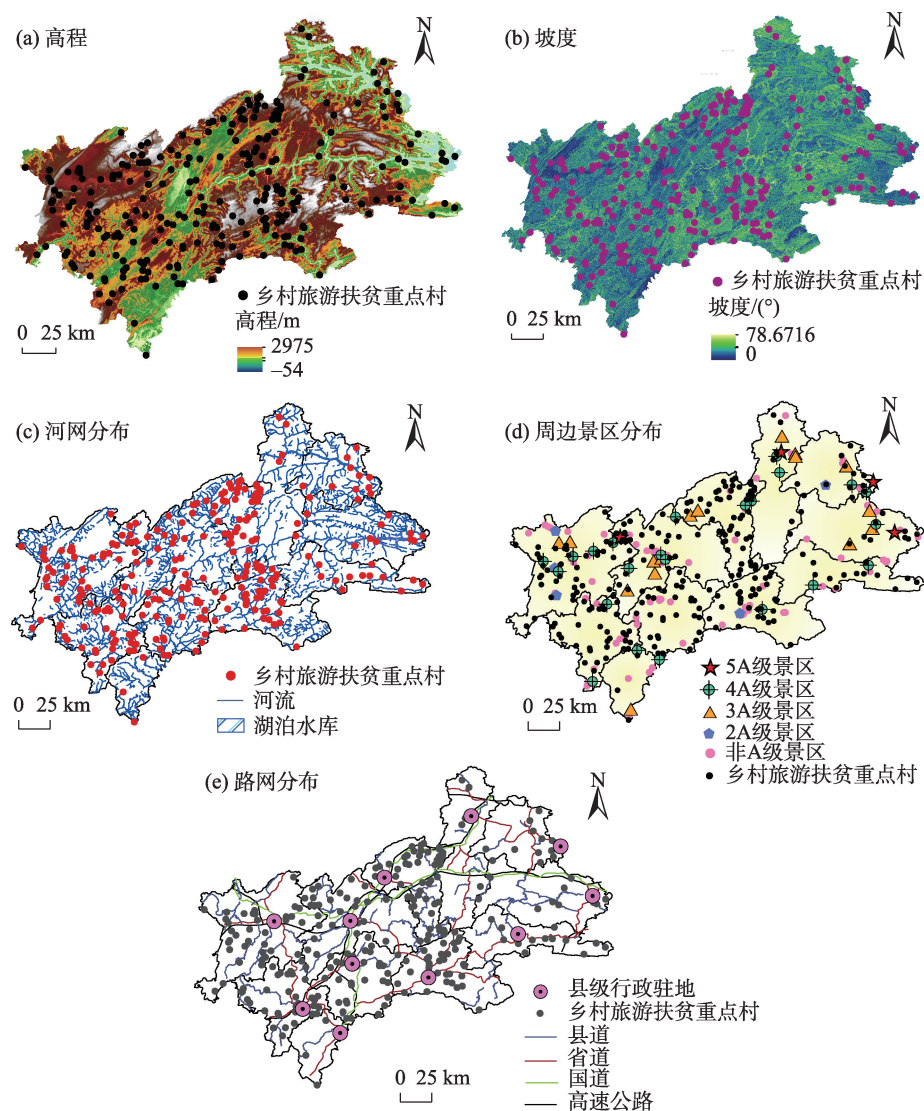 (a) 高程
N
乡村旅游扶贫重点村
高程/m
2975
–54
0 25 km
(b) 坡度
N
乡村旅游扶贫重点村
坡度/(°)
78.6716
0
0 25 km
(c) 河网分布
N
乡村旅游扶贫重点村
河流
湖泊水库
0 25 km
(d) 周边景区分布
N
5A级景区
4A级景区
3A级景区
2A级景区
非A级景区
乡村旅游扶贫重点村
0 25 km
(e) 路网分布
N
县级行政驻地
乡村旅游扶贫重点村
县道
省道
国道
高速公路
0 25 km